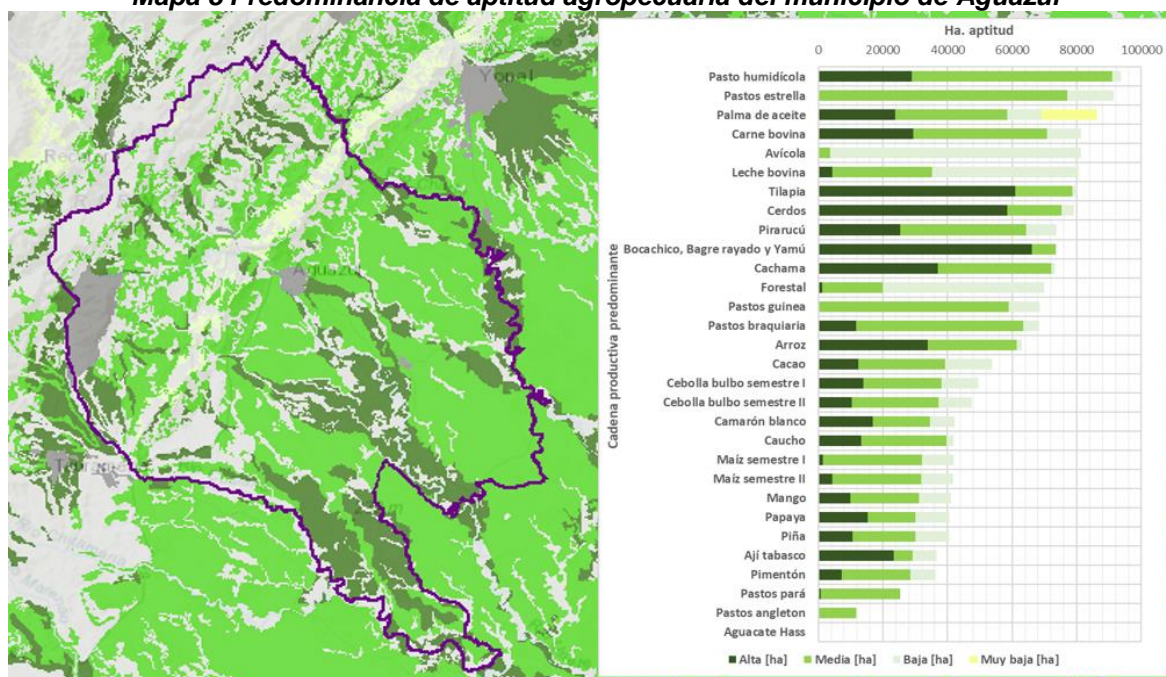 Mapa 8 Predominancia de aptitud agropecuaria del municipio de Aguazul
Yopal
Aguazul
Ha. aptitud
0 20000 40000 60000 80000 100000
Cadena productiva predominante
Pasto humidícola
Pastos estrella
Palma de aceite
Carne bovina
Avícola
Leche bovina
Tilapia
Cerdos
Pirarucú
Bocachico, Bagre rayado y Yamú
Cachama
Forestal
Pastos guinea
Pastos braquiaria
Arroz
Cacao
Cebolla bulbo semestre I
Cebolla bulbo semestre II
Camarón blanco
Caucho
Maíz semestre I
Maíz semestre II
Mango
Papaya
Piña
Ají tabasco
Pimentón
Pastos pará
Pastos angleton
Aguacate Hass
Alta [ha] Media [ha] Baja [ha] Muy baja [ha]